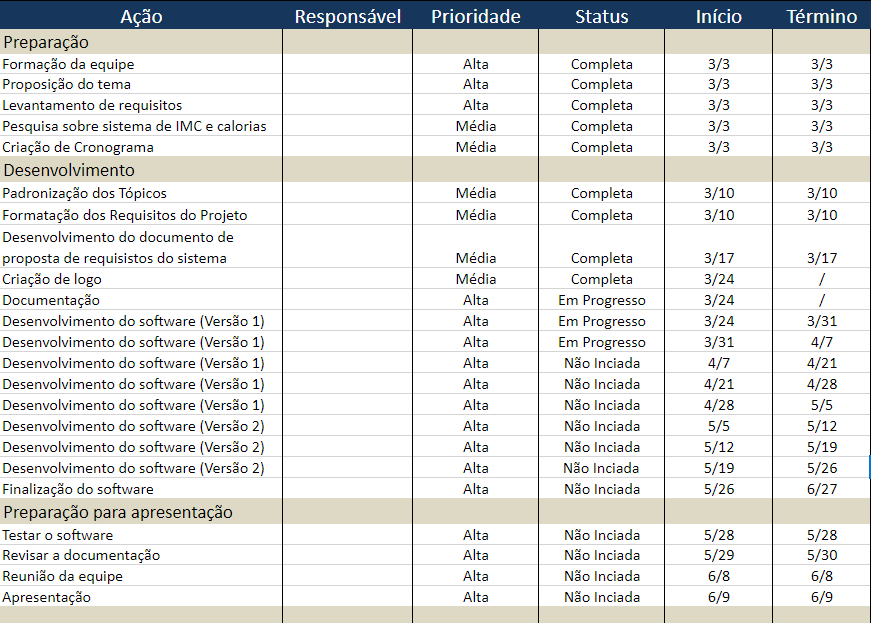 Ação Responsável Prioridade Status Início Término
Preparação
Formação da equipe Alta Completa 3/3 3/3
Proposição do tema Alta Completa 3/3 3/3
Levantamento de requisitos Alta Completa 3/3 3/3
Pesquisa sobre sistema de IMC e calorias Média Completa 3/3 3/3
Criação de Cronograma Média Completa 3/3 3/3
Desenvolvimento
Padronização dos Tópicos Média Completa 3/10 3/10
Formatação dos Requisitos do Projeto Média Completa 3/10 3/10
Desenvolvimento do documento de
proposta de requisistos do sistema Média Completa 3/17 3/17
Criação de logo Média Completa 3/24 /
Documentação Alta Em Progresso 3/24 /
Desenvolvimento do software (Versão 1) Alta Em Progresso 3/24 3/31
Desenvolvimento do software (Versão 1) Alta Em Progresso 3/31 4/7
Desenvolvimento do software (Versão 1) Alta Não Inciada 4/7 4/21
Desenvolvimento do software (Versão 1) Alta Não Inciada 4/21 4/28
Desenvolvimento do software (Versão 1) Alta Não Inciada 4/28 5/5
Desenvolvimento do software (Versão 2) Alta Não Inciada 5/5 5/12
Desenvolvimento do software (Versão 2) Alta Não Inciada 5/12 5/19
Desenvolvimento do software (Versão 2) Alta Não Inciada 5/19 5/26
Finalização do software Alta Não Inciada 5/26 6/27
Preparação para apresentação
Testar o software Alta Não Inciada 5/28 5/28
Revisar a documentação Alta Não Inciada 5/29 5/30
Reunião da equipe Alta Não Inciada 6/8 6/8
Apresentação Alta Não Inciada 6/9 6/9